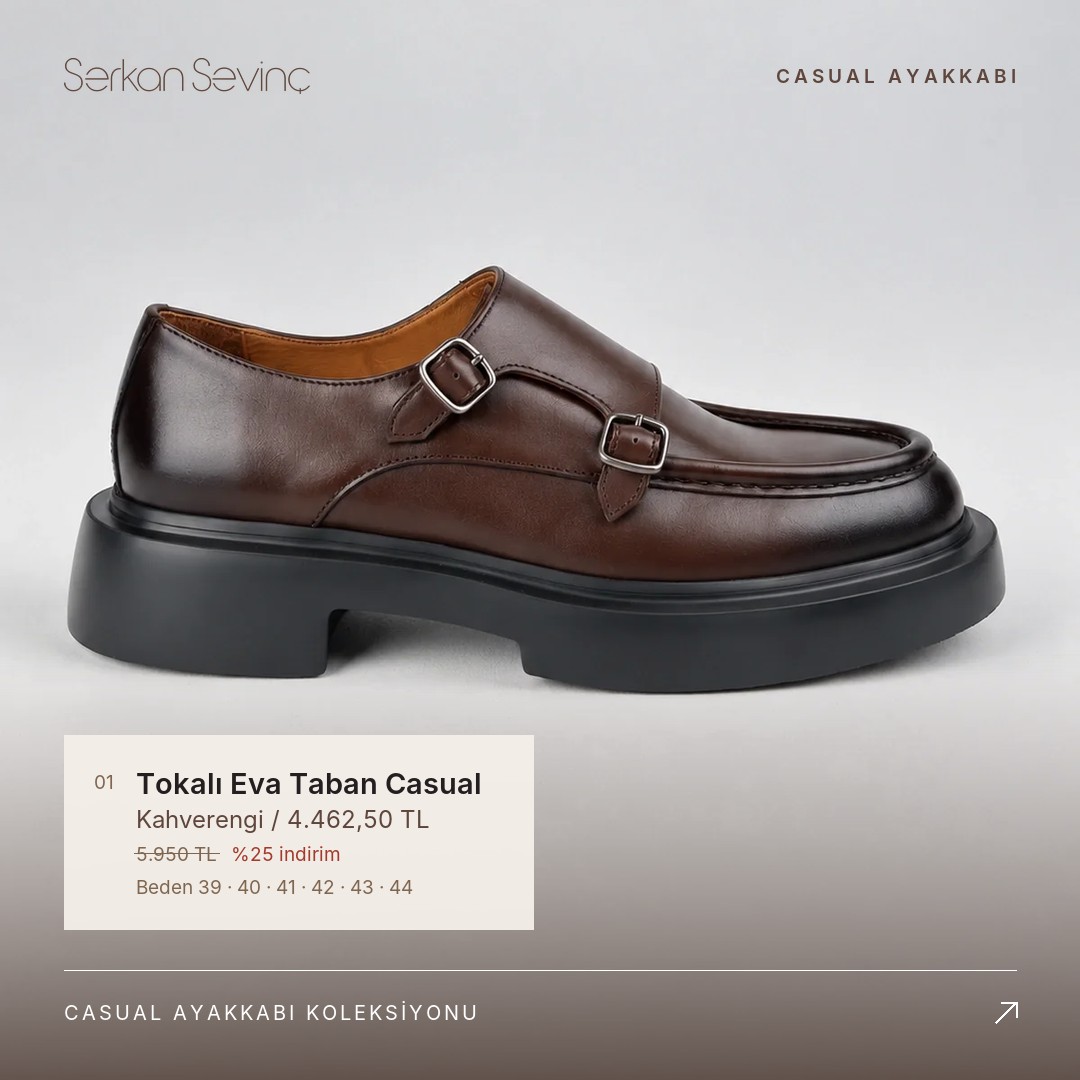 Serkan Sevinç
CASUAL AYAKKABI
01 Tokalı Eva Taban Casual
Kahverengi / 4.462,50 TL
5.950 TL %25 indirim
Beden 39 · 40 · 41 · 42 · 43 · 44
CASUAL AYAKKABI KOLEKSİYONU